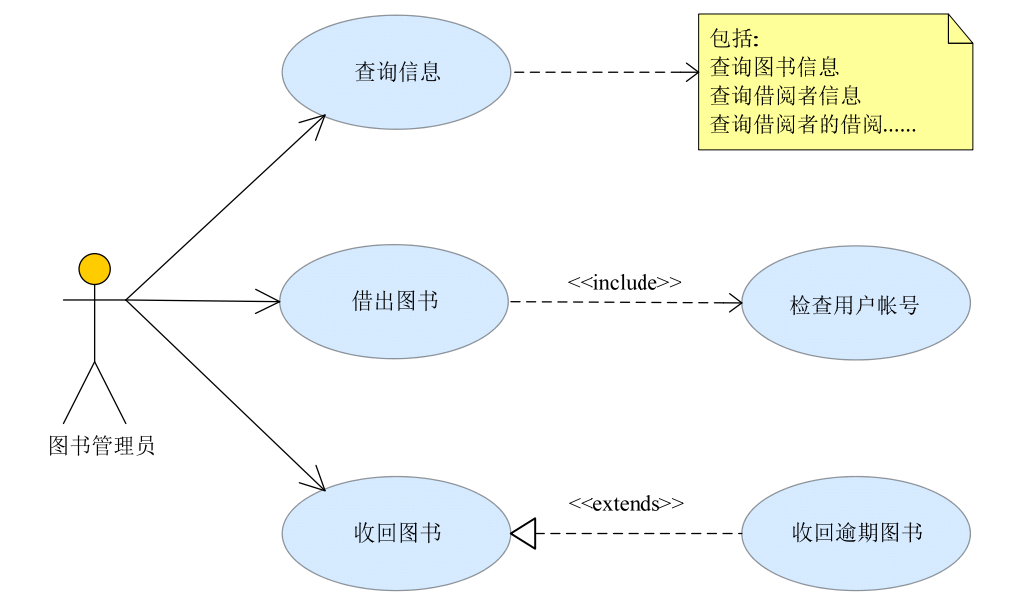 查询信息
包括:
查询图书信息
查询借阅者信息
查询借阅者的借阅......
借出图书
<<include>>
检查用户帐号
图书管理员
收回图书
<<extends>>
收回逾期图书